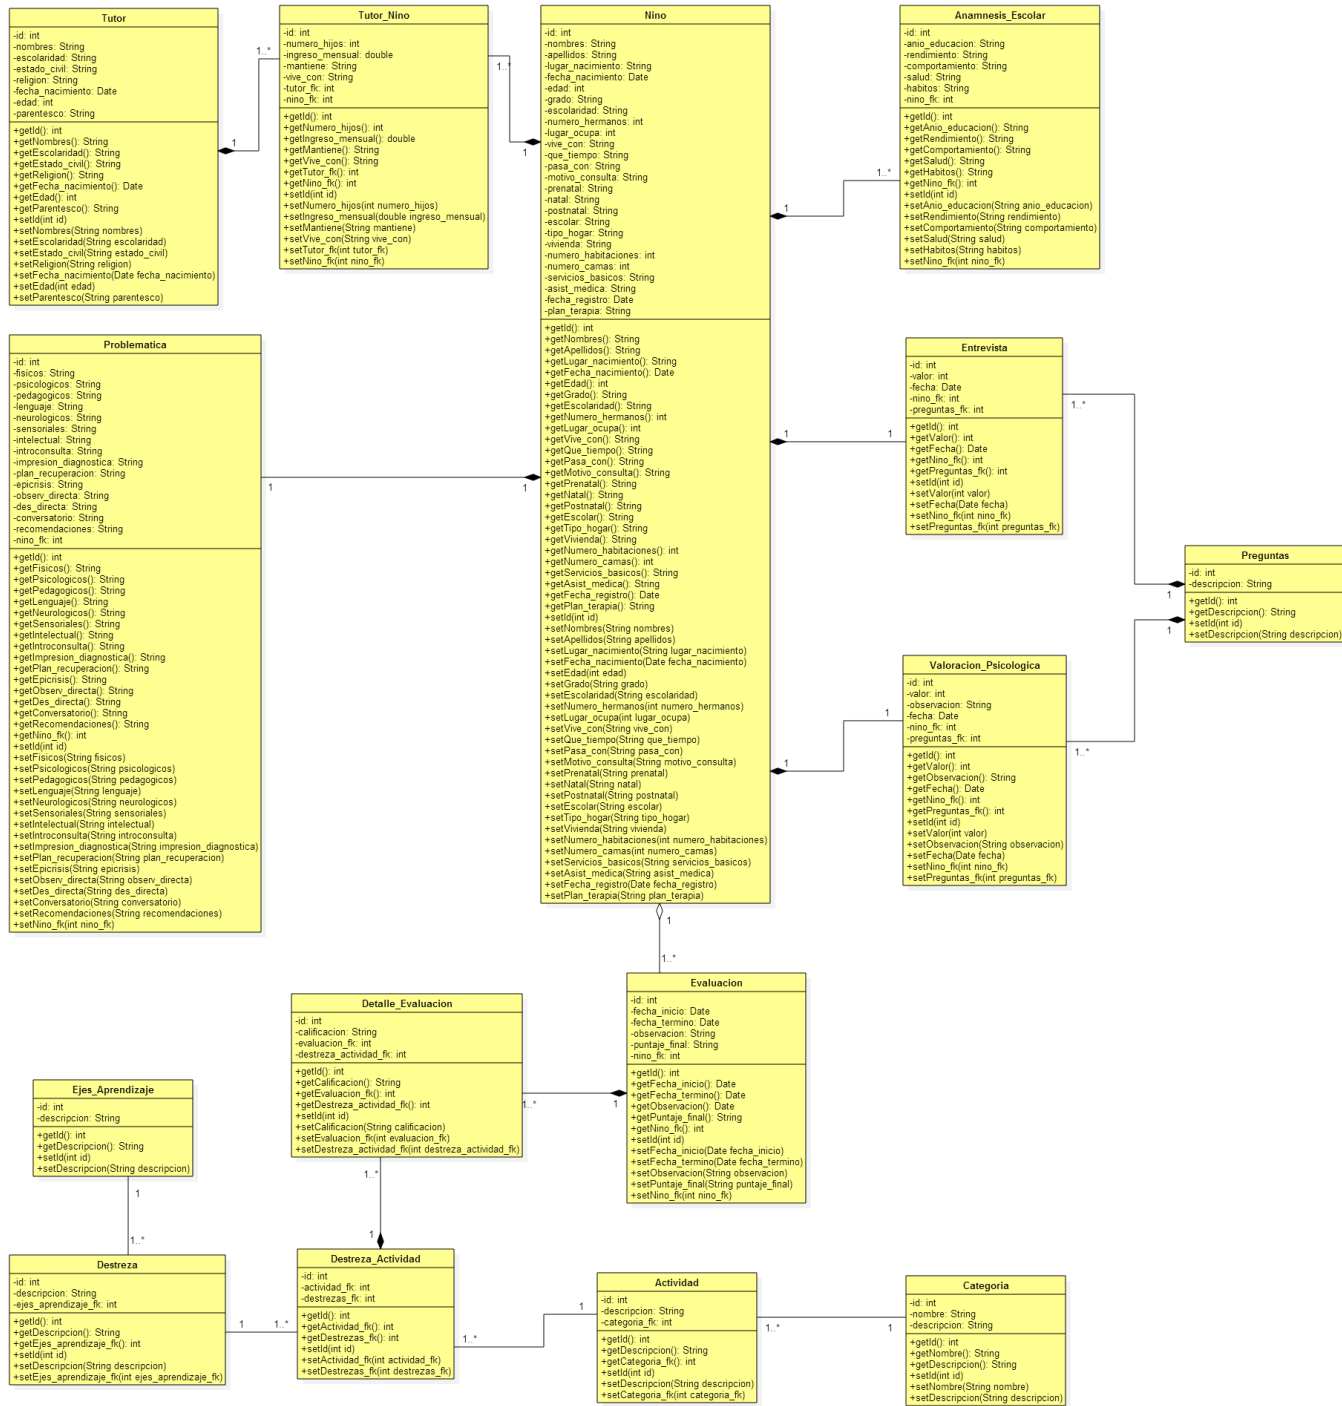 Tutor
-id: int
-nombres: String
-escolaridad: String
-estado_civil: String
-religion: String
-fecha_nacimiento: Date
-edad: int
-parentesco: String
+getId(): int
+getNombres(): String
+getEscolaridad(): String
+getEstado_civil(): String
+getReligion(): String
+getFecha_nacimiento(): Date
+getEdad(): int
+getParentesco(): String
+setId(int id)
+setNombres(String nombres)
+setEscolaridad(String escolaridad)
+setEstado_civil(String estado_civil)
+setReligion(String religion)
+setFecha_nacimiento(Date fecha_nacimiento)
+setEdad(int edad)
+setParentesco(String parentesco)
1
1..*
Tutor_Nino
-id: int
-numero_hijos: int
-ingreso_mensual: double
-mantiene: String
-vive_con: String
-tutor_fk: int
-nino_fk: int
+getId(): int
+getNumero_hijos(): int
+getIngreso_mensual(): double
+getMantiene(): String
+getVive_con(): String
+getTutor_fk(): int
+getNino_fk(): int
+setId(int id)
+setNumero_hijos(int numero_hijos)
+setIngreso_mensual(double ingreso_mensual)
+setMantiene(String mantiene)
+setVive_con(String vive_con)
+setTutor_fk(int tutor_fk)
+setNino_fk(int nino_fk)
1..*
1
Nino
-id: int
-nombres: String
-apellidos: String
-lugar_nacimiento: String
-fecha_nacimiento: Date
-edad: int
-grado: String
-escolaridad: String
-numero_hermanos: int
-lugar_ocupa: int
-vive_con: String
-que_tiempo: String
-pasa_con: String
-motivo_consulta: String
-prenatal: String
-natal: String
-postnatal: String
-escolar: String
-tipo_hogar: String
-vivienda: String
-numero_habitaciones: int
-numero_camas: int
-servicios_basicos: String
-asist_medica: String
-fecha_registro: Date
-plan_terapia: String
+getId(): int
+getNombres(): String
+getApellidos(): String
+getLugar_nacimiento(): String
+getFecha_nacimiento(): Date
+getEdad(): int
+getGrado(): String
+getEscolaridad(): String
+getNumero_hermanos(): int
+getLugar_ocupa(): int
+getVive_con(): String
+getQue_tiempo(): String
+getPasa_con(): String
+getMotivo_consulta(): String
+getPrenatal(): String
+getNatal(): String
+getPostnatal(): String
+getEscolar(): String
+getTipo_hogar(): String
+getVivienda(): String
+getNumero_habitaciones(): int
+getNumero_camas(): int
+getServicios_basicos(): String
+getAsist_medica(): String
+getFecha_registro(): Date
+getPlan_terapia(): String
+setId(int id)
+setNombres(String nombres)
+setApellidos(String apellidos)
+setLugar_nacimiento(String lugar_nacimiento)
+setFecha_nacimiento(Date fecha_nacimiento)
+setEdad(int edad)
+setGrado(String grado)
+setEscolaridad(String escolaridad)
+setNumero_hermanos(int numero_hermanos)
+setLugar_ocupa(int lugar_ocupa)
+setVive_con(String vive_con)
+setQue_tiempo(String que_tiempo)
+setPasa_con(String pasa_con)
+setMotivo_consulta(String motivo_consulta)
+setPrenatal(String prenatal)
+setNatal(String natal)
+setPostnatal(String postnatal)
+setEscolar(String escolar)
+setTipo_hogar(String tipo_hogar)
+setVivienda(String vivienda)
+setNumero_habitaciones(int numero_habitaciones)
+setNumero_camas(int numero_camas)
+setServicios_basicos(String servicios_basicos)
+setAsist_medica(String asist_medica)
+setFecha_registro(Date fecha_registro)
+setPlan_terapia(String plan_terapia)
1
1..*
Anamnesis_Escolar
-id: int
-anio_educacion: String
-rendimiento: String
-comportamiento: String
-salud: String
-habitos: String
-nino_fk: int
+getId(): int
+getAnio_educacion(): String
+getRendimiento(): String
+getComportamiento(): String
+getSalud(): String
+getHabitos(): String
+getNino_fk(): int
+setId(int id)
+setAnio_educacion(String anio_educacion)
+setRendimiento(String rendimiento)
+setComportamiento(String comportamiento)
+setSalud(String salud)
+setHabitos(String habitos)
+setNino_fk(int nino_fk)
Problematica
-id: int
-fisicos: String
-psicologicos: String
-pedagogicos: String
-lenguaje: String
-neurologicos: String
-sensoriales: String
-intelectual: String
-introconsulta: String
-impresion_diagnostica: String
-plan_recuperacion: String
-epicrisis: String
-observ_directa: String
-des_directa: String
-conversatorio: String
-recomendaciones: String
-nino_fk: int
+getId(): int
+getFisicos(): String
+getPsicologicos(): String
+getPedagogicos(): String
+getLenguaje(): String
+getNeurologicos(): String
+getSensoriales(): String
+getIntelectual(): String
+getIntroconsulta(): String
+getImpresion_diagnostica(): String
+getPlan_recuperacion(): String
+getEpicrisis(): String
+getObserv_directa(): String
+getDes_directa(): String
+getConversatorio(): String
+getRecomendaciones(): String
+getNino_fk(): int
+setId(int id)
+setFisicos(String fisicos)
+setPsicologicos(String psicologicos)
+setPedagogicos(String pedagogicos)
+setLenguaje(String lenguaje)
+setNeurologicos(String neurologicos)
+setSensoriales(String sensoriales)
+setIntelectual(String intelectual)
+setIntroconsulta(String introconsulta)
+setImpresion_diagnostica(String impresion_diagnostica)
+setPlan_recuperacion(String plan_recuperacion)
+setEpicrisis(String epicrisis)
+setObserv_directa(String observ_directa)
+setDes_directa(String des_directa)
+setConversatorio(String conversatorio)
+setRecomendaciones(String recomendaciones)
+setNino_fk(int nino_fk)
1
1
1
1
Entrevista
-id: int
-valor: int
-fecha: Date
-nino_fk: int
-preguntas_fk: int
+getId(): int
+getValor(): int
+getFecha(): Date
+getNino_fk(): int
+getPreguntas_fk(): int
+setId(int id)
+setValor(int valor)
+setFecha(Date fecha)
+setNino_fk(int nino_fk)
+setPreguntas_fk(int preguntas_fk)
1..*
1
Preguntas
-id: int
-descripcion: String
+getId(): int
+getDescripcion(): String
+setId(int id)
+setDescripcion(String descripcion)
1
1..*
1
1
Valoracion_Psicologica
-id: int
-valor: int
-observacion: String
-fecha: Date
-nino_fk: int
-preguntas_fk: int
+getId(): int
+getValor(): int
+getObservacion(): String
+getFecha(): Date
+getNino_fk(): int
+getPreguntas_fk(): int
+setId(int id)
+setValor(int valor)
+setObservacion(String observacion)
+setFecha(Date fecha)
+setNino_fk(int nino_fk)
+setPreguntas_fk(int preguntas_fk)
1
1..*
Evaluacion
-id: int
-fecha_inicio: Date
-fecha_termino: Date
-observacion: String
-puntaje_final: String
-nino_fk: int
+getId(): int
+getFecha_inicio(): Date
+getFecha_termino(): Date
+getObservacion(): Date
+getPuntaje_final(): String
+getNino_fk(): int
+setId(int id)
+setFecha_inicio(Date fecha_inicio)
+setFecha_termino(Date fecha_termino)
+setObservacion(String observacion)
+setPuntaje_final(String puntaje_final)
+setNino_fk(int nino_fk)
1..*
1
Detalle_Evaluacion
-id: int
-calificacion: String
-evaluacion_fk: int
-destreza_actividad_fk: int
+getId(): int
+getCalificacion(): String
+getEvaluacion_fk(): int
+getDestreza_actividad_fk(): int
+setId(int id)
+setCalificacion(String calificacion)
+setEvaluacion_fk(int evaluacion_fk)
+setDestreza_actividad_fk(int destreza_actividad_fk)
1..*
1
Ejes_Aprendizaje
-id: int
-descripcion: String
+getId(): int
+getDescripcion(): String
+setId(int id)
+setDescripcion(String descripcion)
1
1..*
Destreza
-id: int
-descripcion: String
-ejes_aprendizaje_fk: int
+getId(): int
+getDescripcion(): String
+getEjes_aprendizaje_fk(): int
+setId(int id)
+setDescripcion(String descripcion)
+setEjes_aprendizaje_fk(int ejes_aprendizaje_fk)
1
1..*
Destreza_Actividad
-id: int
-actividad_fk: int
-destrezas_fk: int
+getId(): int
+getActividad_fk(): int
+getDestrezas_fk(): int
+setId(int id)
+setActividad_fk(int actividad_fk)
+setDestrezas_fk(int destrezas_fk)
1..*
1
Actividad
-id: int
-descripcion: String
-categoria_fk: int
+getId(): int
+getDescripcion(): String
+getCategoria_fk(): int
+setId(int id)
+setDescripcion(String descripcion)
+setCategoria_fk(int categoria_fk)
1..*
1
Categoria
-id: int
-nombre: String
-descripcion: String
+getId(): int
+getNombre(): String
+getDescripcion(): String
+setId(int id)
+setNombre(String nombre)
+setDescripcion(String descripcion)